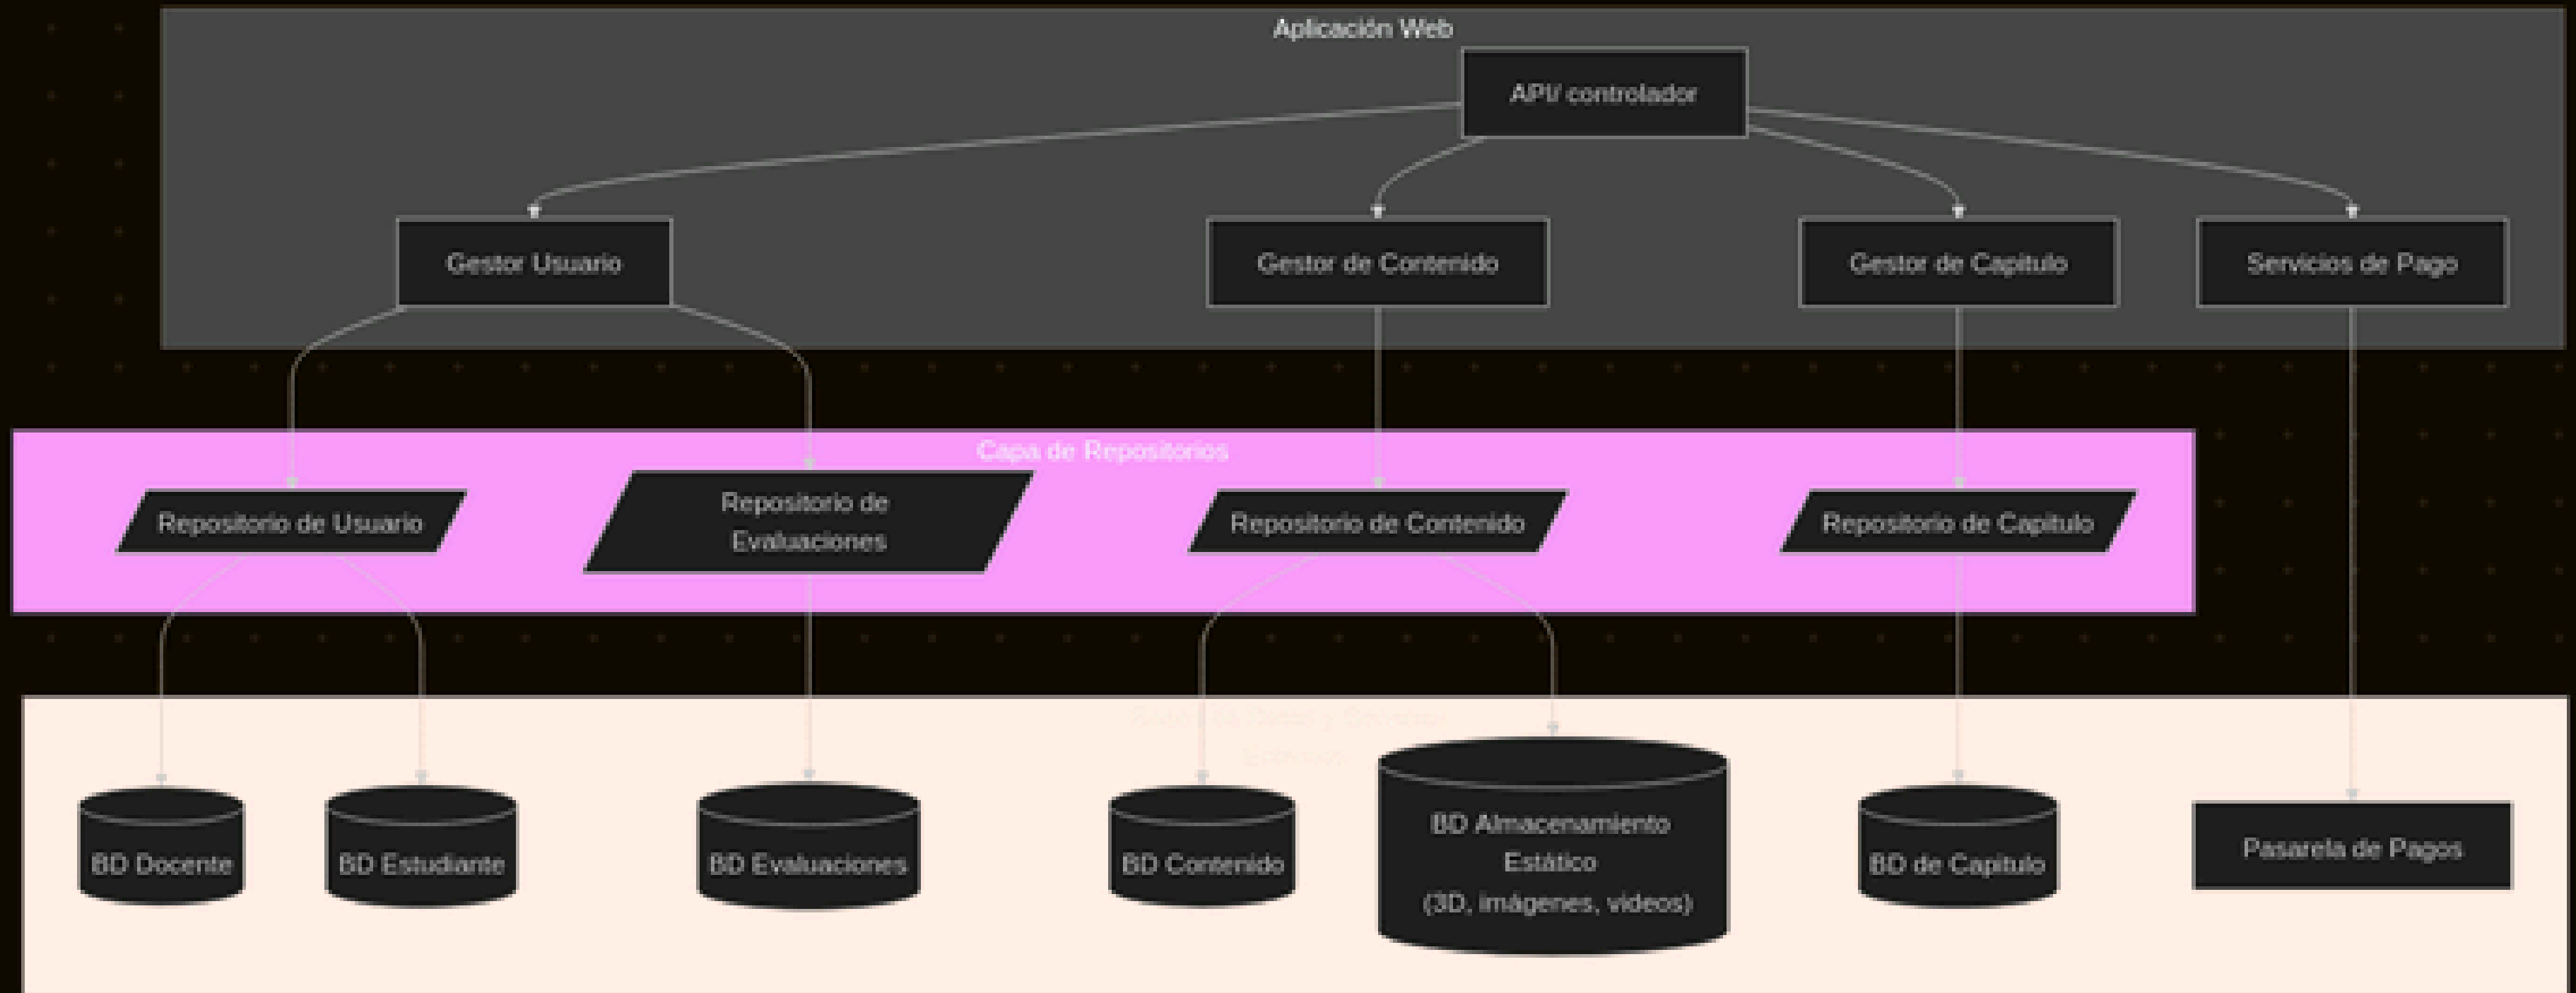 Aplicación Web
API/ controlador
Gestor Usuario
Gestor de Contenido
Gestor de Capitulo
Servicios de Pago
Capa de Repositorios
Repositorio de Usuario
Repositorio de
Evaluaciones
Repositorio de Contenido
Repositorio de Capitulo
BD Docente
BD Estudiante
BD Evaluaciones
BD Contenido
BD Almacenamiento
Estático
(3D, imágenes, videos)
BD de Capitulo
Pasarela de Pagos